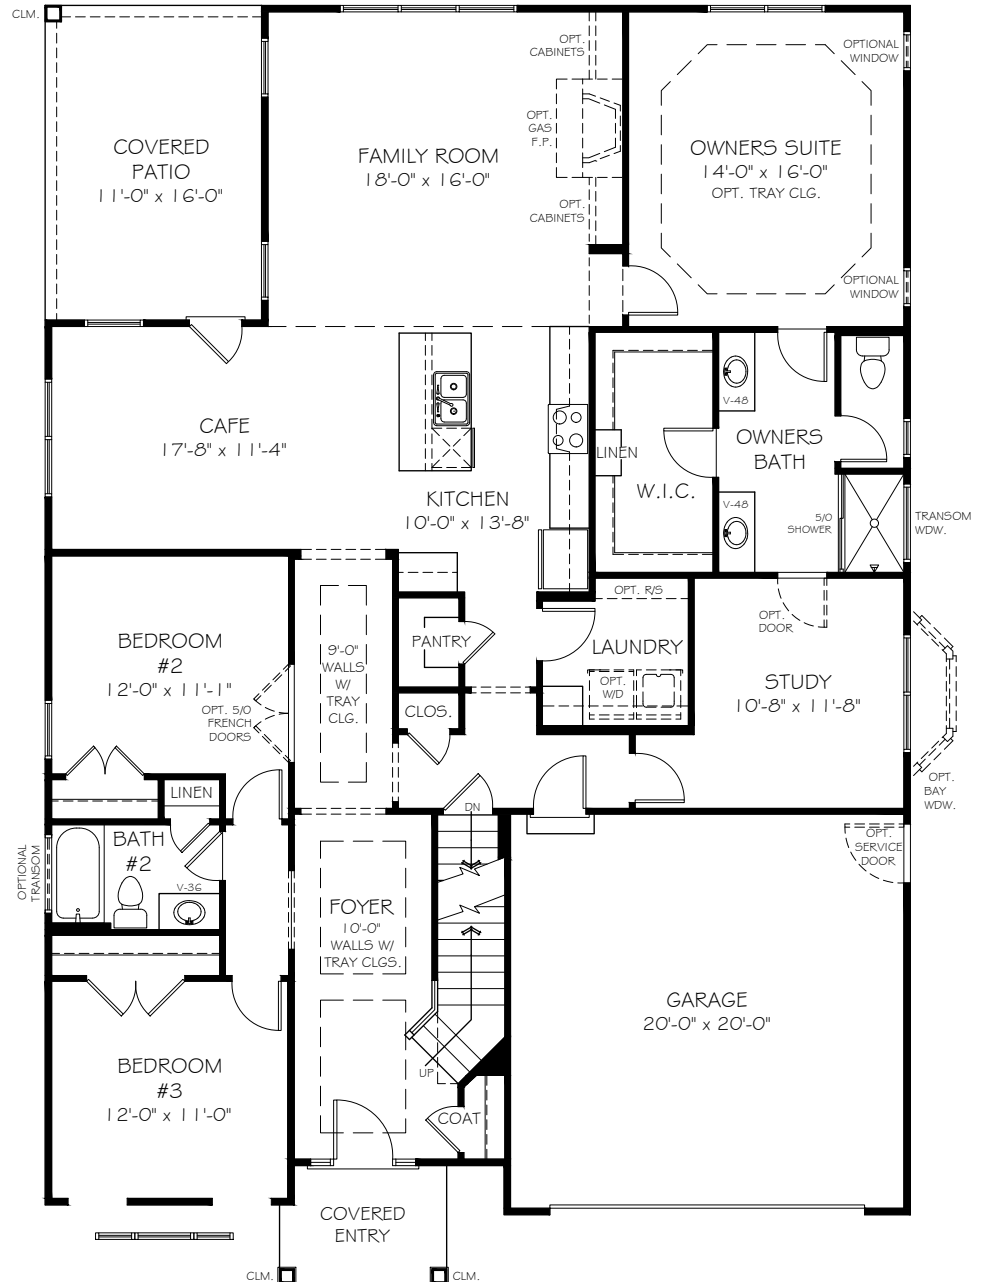 CLM.
COVERED
PATIO
11'-0" x 16'-0"
FAMILY ROOM
18'-0" x 16'-0"
OPT.
CABINETS
OPT.
GAS
F.P.
OPT.
CABINETS
OWNERS SUITE
14'-0" x 16'-0"
OPT. TRAY CLG.
OPTIONAL
WINDOW
OPTIONAL
WINDOW
CAFE
17'-8" x 11'-4"
KITCHEN
10'-0" x 13'-8"
LINEN
W.I.C.
V-48
OWNERS
BATH
V-48
5/0
SHOWER
TRANSOM
WDW.
BEDROOM
#2
12'-0" x 11'-1"
OPT. 5/0
FRENCH
DOORS
9'-0"
WALLS
W/
TRAY
CLG.
PANTRY
CLOS.
OPT. R/S
LAUNDRY
OPT.
W/D
OPT.
DOOR
STUDY
10'-8" x 11'-8"
OPT.
BAY
WDW.
LINEN
BATH
#2
V-36
OPTIONAL
TRANSOM
DN
FOYER
10'-0"
WALLS W/
TRAY CLGS.
UP
COAT
OPT.
SERVICE
DOOR
GARAGE
20'-0" x 20'-0"
BEDROOM
#3
12'-0" x 11'-0"
COVERED
ENTRY
CLM.
CLM.